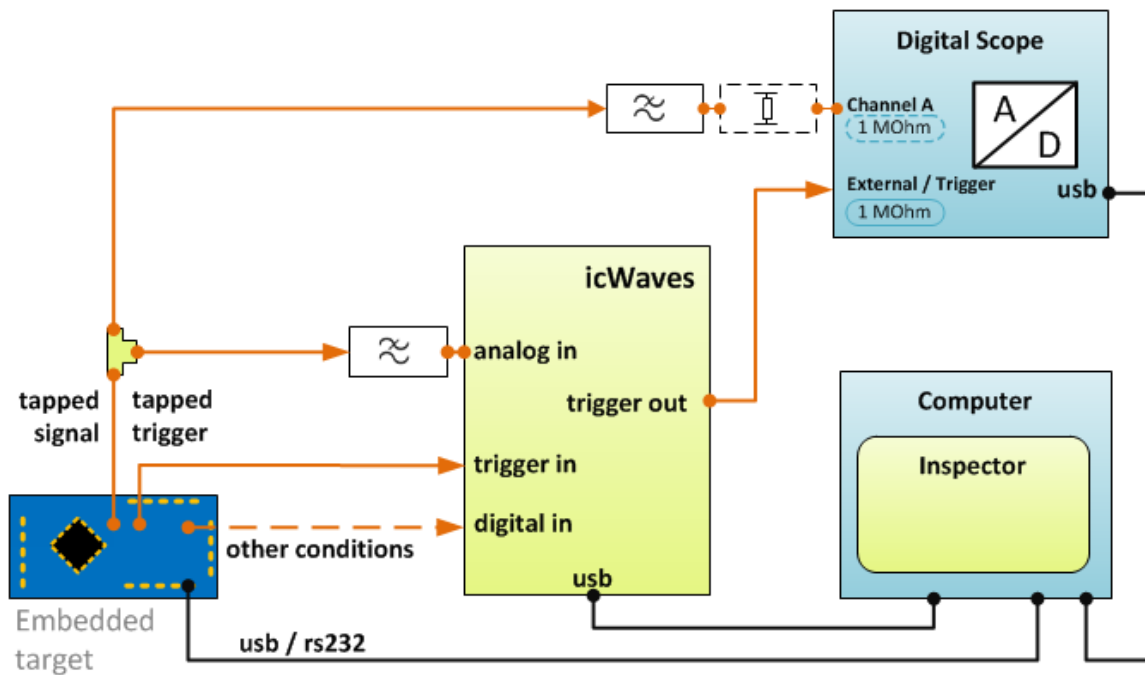 Digital Scope
Channel A
1 MOhm
A
D
External / Trigger
usb
1 MOhm
icWaves
analog in
tapped
signal
tapped
trigger
trigger out
Computer
Inspector
trigger in
digital in
other conditions
usb
Embedded
target
usb / rs232